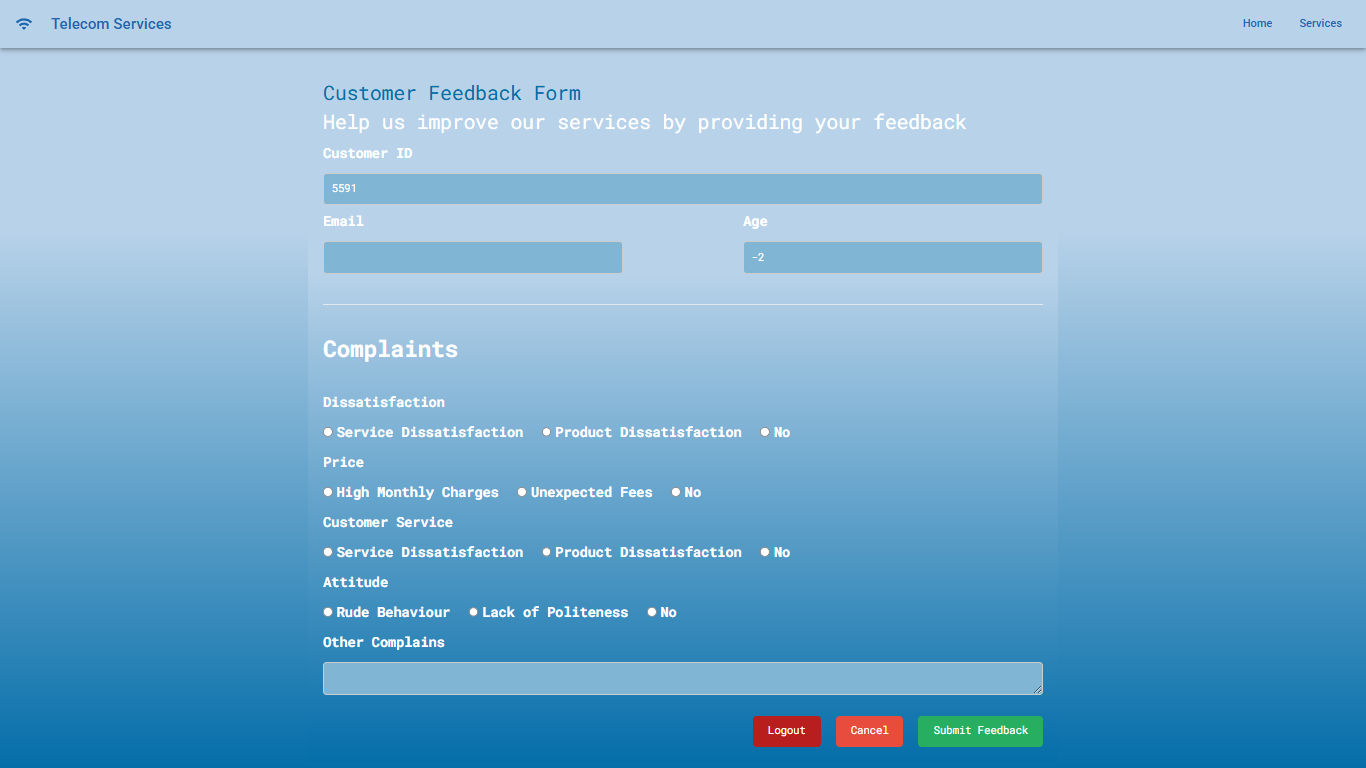 Telecom Services Home Services
Customer Feedback Form
Help us improve our services by providing your feedback
Customer ID
5591
Email Age
-2
Complaints
Dissatisfaction
Service Dissatisfaction Product Dissatisfaction No
Price
High Monthly Charges Unexpected Fees No
Customer Service
Service Dissatisfaction Product Dissatisfaction No
Attitude
Rude Behaviour Lack of Politeness No
Other Complains
Logout Cancel Submit Feedback